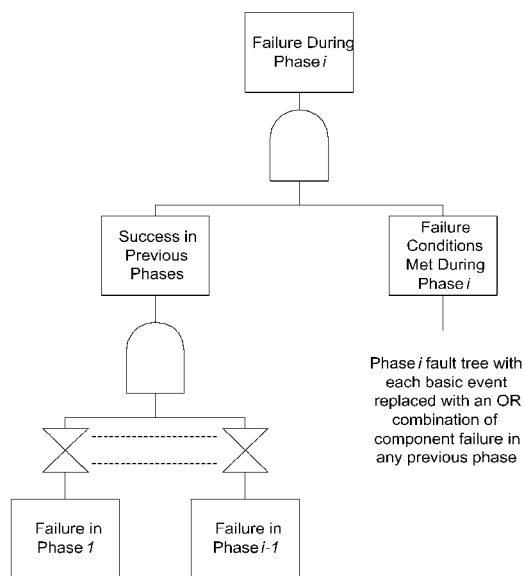 Failure During
Phase i
Success in
Previous
Phases
Failure
Conditions
Met During
Phase i
Phase i fault tree with
each basic event
replaced with an OR
combination of
component failure in
any previous phase
Failure in
Phase 1
Failure in
Phase i-1